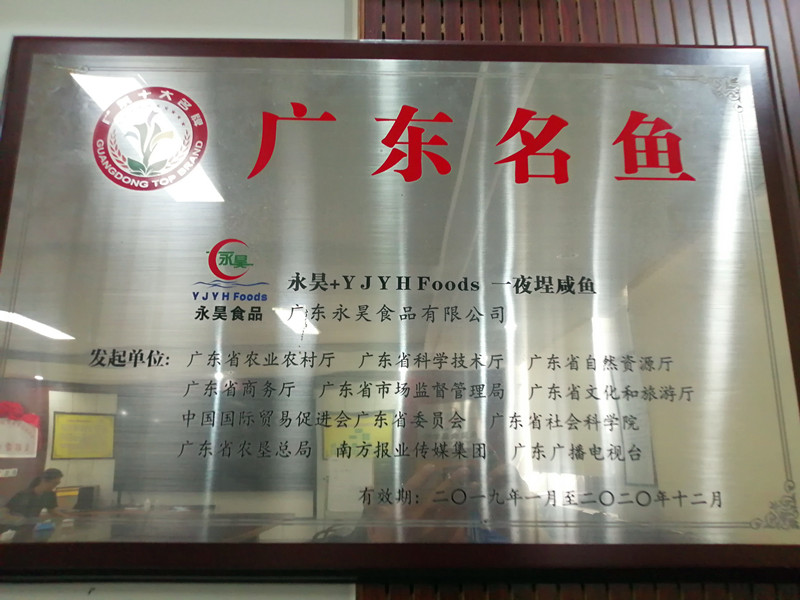 广东十大名牌
GUANGDONG TOP BRAND
广东名鱼
永昊
YJYH Foods
永昊食品
永昊+YJYH Foods 一夜埕咸鱼
广东永昊食品有限公司
发起单位: 广东省农业农村厅 广东省科学技术厅 广东省自然资源厅
广东省商务厅 广东省市场监督管理局 广东省文化和旅游厅
中国国际贸易促进会广东省委员会 广东省社会科学院
广东省农垦总局 南方报业传媒集团 广东广播电视台
有效期:二〇一九年一月至二〇二〇年十二月